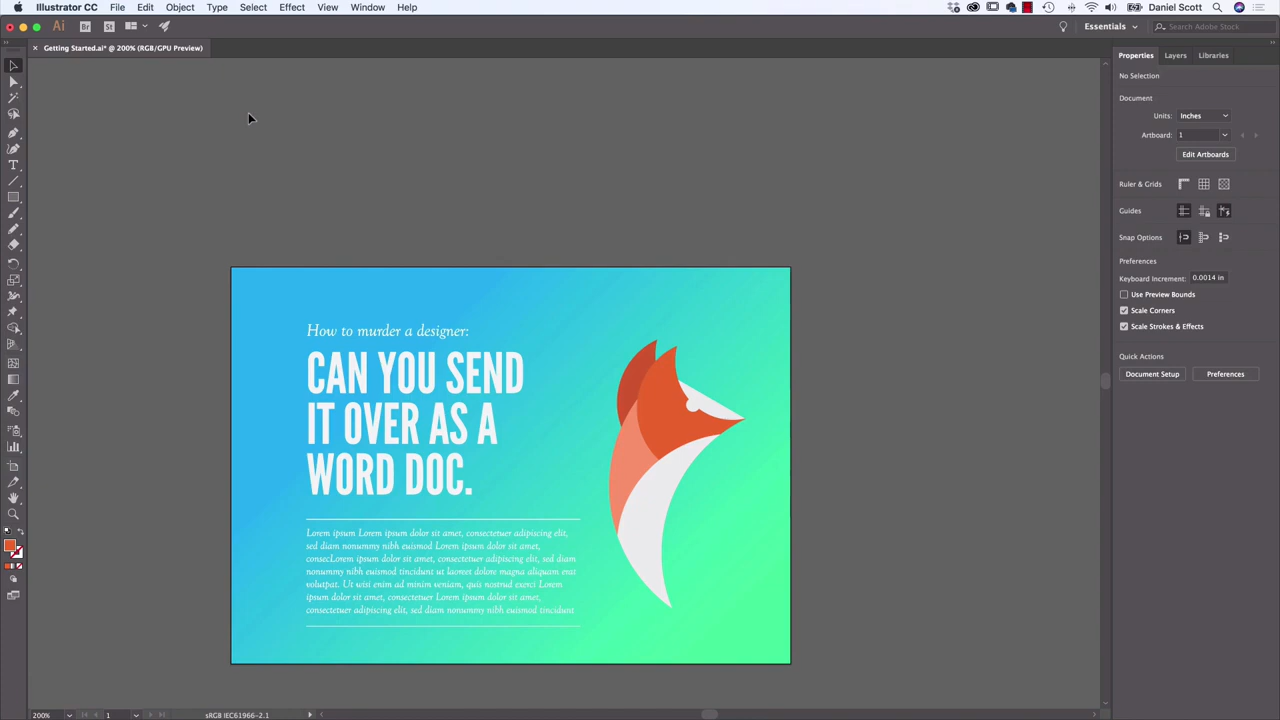 Illustrator CC File Edit Object Type Select Effect View Window Help Daniel Scott
Ai Br St Essentials Search Adobe Stock
Getting Started.ai* @ 200% (RGB/GPU Preview)
Properties Layers Libraries
No Selection
Document
Units: Inches
Artboard: 1
Edit Artboards
Ruler & Grids
Guides
Snap Options
Preferences
Keyboard Increment: 0.0014 in
Use Preview Bounds
Scale Corners
Scale Strokes & Effects
Quick Actions
Document Setup Preferences
How to murder a designer:
CAN YOU SEND
IT OVER AS A
WORD DOC.
Lorem ipsum Lorem ipsum dolor sit amet, consectetuer adipiscing elit,
sed diam nonummy nibh euismod Lorem ipsum dolor sit amet,
consecLorem ipsum dolor sit amet, consectetuer adipiscing elit, sed diam
nonummy nibh euismod tincidunt ut laoreet dolore magna aliquam erat
volutpat. Ut wisi enim ad minim veniam, quis nostrud exerci Lorem
ipsum dolor sit amet, consectetuer Lorem ipsum dolor sit amet,
consectetuer adipiscing elit, sed diam nonummy nibh euismod tincidunt
200% 1 sRGB IEC61966-2.1